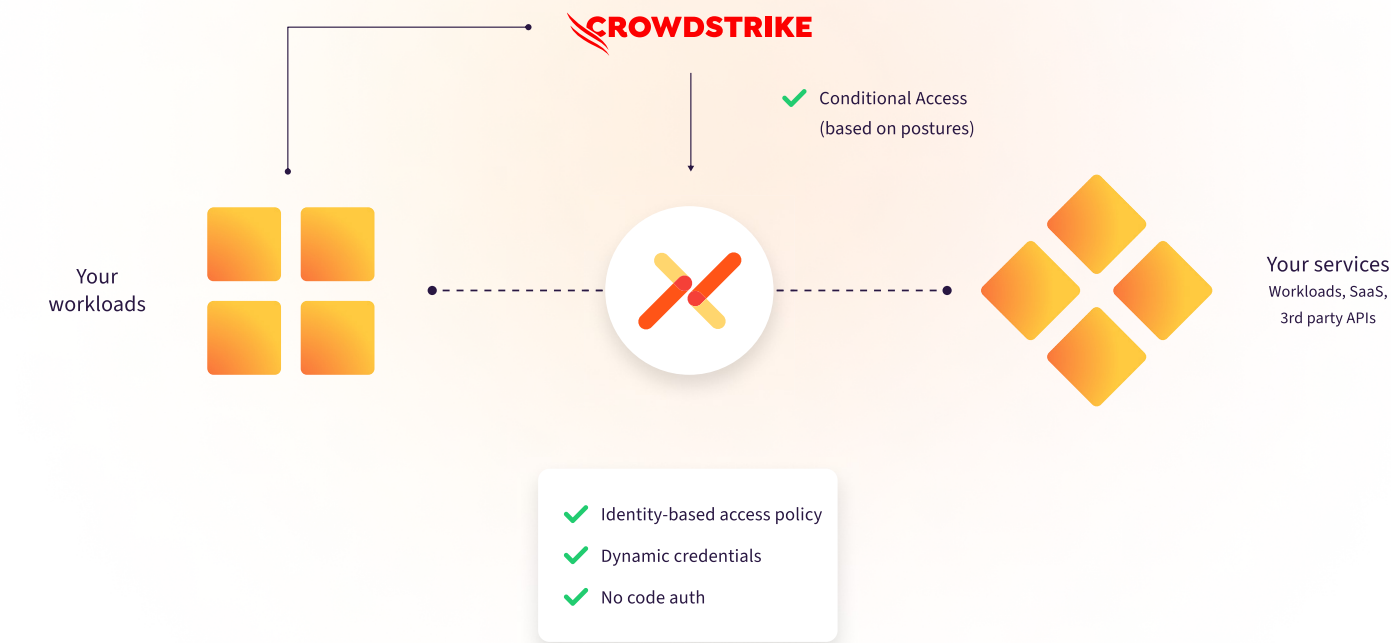 CROWDSTRIKE
Conditional Access
(based on postures)
Your
workloads
Your services
Workloads, SaaS,
3rd party APIs
Identity-based access policy
Dynamic credentials
No code auth